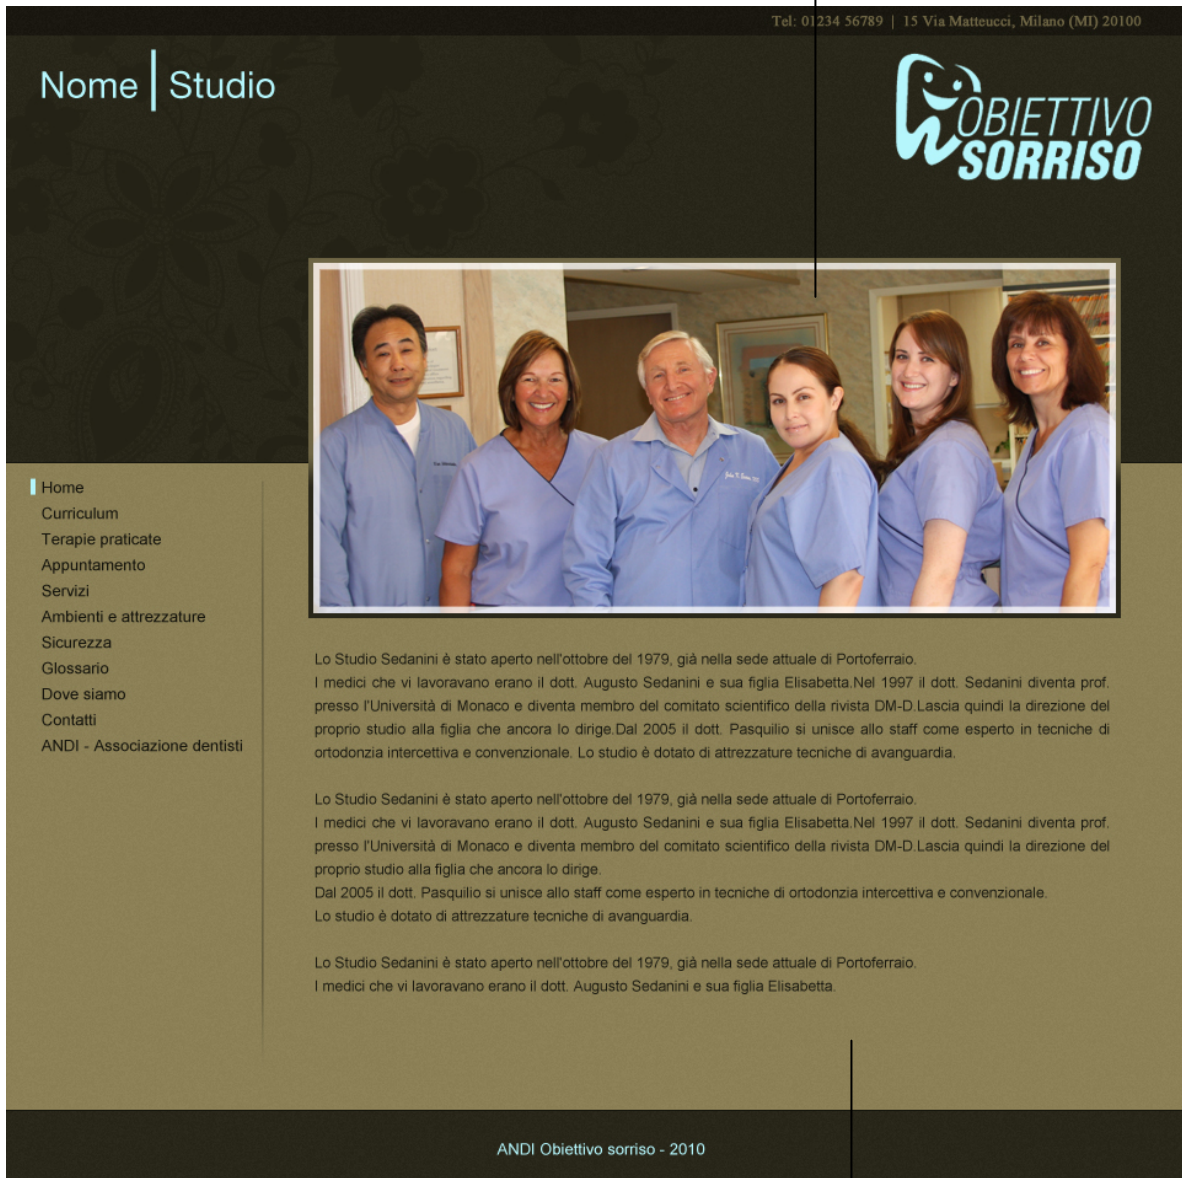 Tel: 01234 56789 | 15 Via Matteucci, Milano (MI) 20100
Nome | Studio
OBIETTIVO
SORRISO
Home
Curriculum
Terapie praticate
Appuntamento
Servizi
Ambienti e attrezzature
Sicurezza
Glossario
Dove siamo
Contatti
ANDI - Associazione dentisti
Lo Studio Sedanini è stato aperto nell'ottobre del 1979, già nella sede attuale di Portoferraio.
I medici che vi lavoravano erano il dott. Augusto Sedanini e sua figlia Elisabetta.Nel 1997 il dott. Sedanini diventa prof.
presso l'Università di Monaco e diventa membro del comitato scientifico della rivista DM-D.Lascia quindi la direzione del
proprio studio alla figlia che ancora lo dirige.Dal 2005 il dott. Pasquilio si unisce allo staff come esperto in tecniche di
ortodonzia intercettiva e convenzionale. Lo studio è dotato di attrezzature tecniche di avanguardia.
Lo Studio Sedanini è stato aperto nell'ottobre del 1979, già nella sede attuale di Portoferraio.
I medici che vi lavoravano erano il dott. Augusto Sedanini e sua figlia Elisabetta.Nel 1997 il dott. Sedanini diventa prof.
presso l'Università di Monaco e diventa membro del comitato scientifico della rivista DM-D.Lascia quindi la direzione del
proprio studio alla figlia che ancora lo dirige.
Dal 2005 il dott. Pasquilio si unisce allo staff come esperto in tecniche di ortodonzia intercettiva e convenzionale.
Lo studio è dotato di attrezzature tecniche di avanguardia.
Lo Studio Sedanini è stato aperto nell'ottobre del 1979, già nella sede attuale di Portoferraio.
I medici che vi lavoravano erano il dott. Augusto Sedanini e sua figlia Elisabetta.
ANDI Obiettivo sorriso - 2010